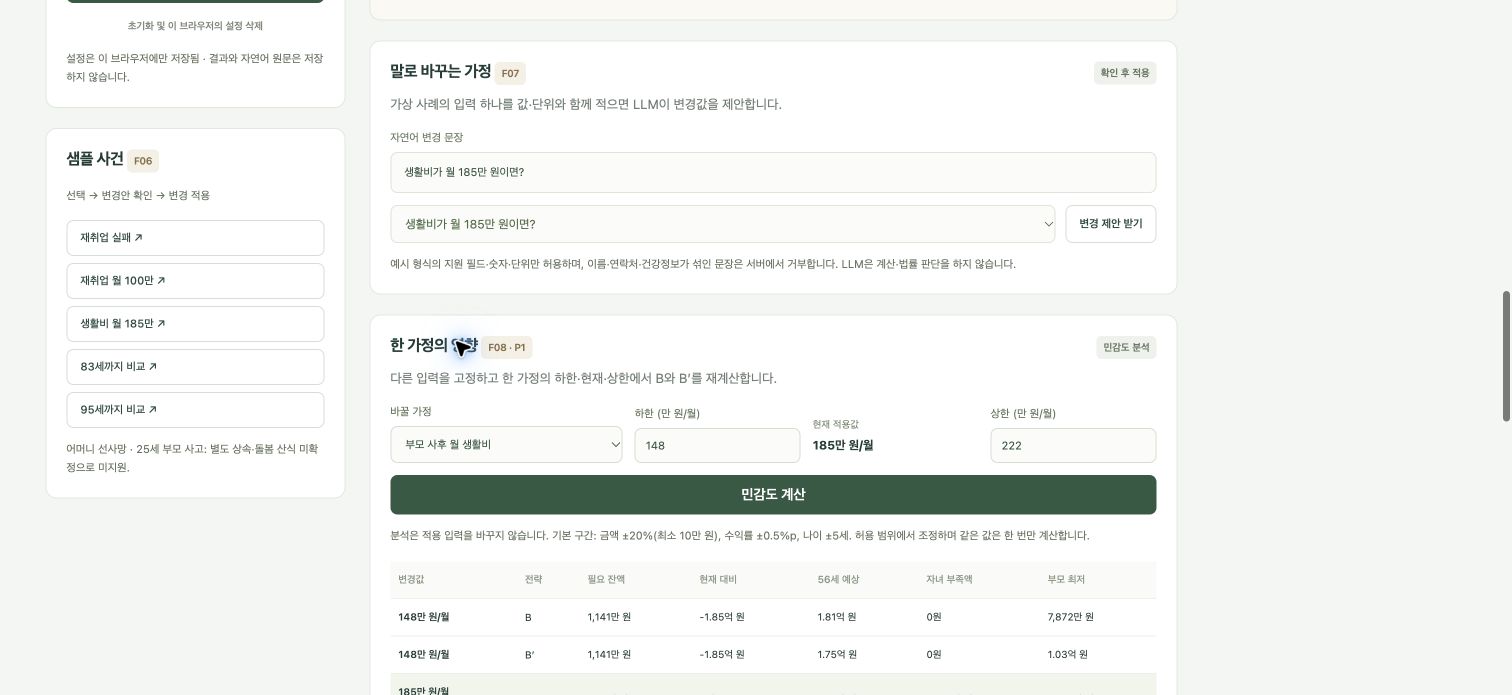 초기화 및 이 브라우저의 설정 삭제
설정은 이 브라우저에만 저장됨 · 결과와 자연어 원문은 저장
하지 않습니다.
샘플 사건 F06
선택 → 변경안 확인 → 변경 적용
재취업 실패 ↗
재취업 월 100만 ↗
생활비 월 185만 ↗
83세까지 비교 ↗
95세까지 비교 ↗
어머니 선사망 · 25세 부모 사고: 별도 상속·돌봄 산식 미확
정으로 미지원.
말로 바꾸는 가정 F07
확인 후 적용
가상 사례의 입력 하나를 값·단위와 함께 적으면 LLM이 변경값을 제안합니다.
자연어 변경 문장
생활비가 월 185만 원이면?
생활비가 월 185만 원이면?
변경 제안 받기
예시 형식의 지원 필드·숫자·단위만 허용하며, 이름·연락처·건강정보가 섞인 문장은 서버에서 거부합니다. LLM은 계산·법률 판단을 하지 않습니다.
한 가정의 영향 F08 · P1
민감도 분석
다른 입력을 고정하고 한 가정의 하한·현재·상한에서 B와 B′를 재계산합니다.
바꿀 가정 하한 (만 원/월) 현재 적용값 상한 (만 원/월)
부모 사후 월 생활비 148 185만 원/월 222
민감도 계산
분석은 적용 입력을 바꾸지 않습니다. 기본 구간: 금액 ±20%(최소 10만 원), 수익률 ±0.5%p, 나이 ±5세. 허용 범위에서 조정하며 같은 값은 한 번만 계산합니다.
변경값 전략 필요 잔액 현재 대비 56세 예상 자녀 부족액 부모 최저
148만 원/월 B 1,141만 원 -1.85억 원 1.81억 원 0원 7,872만 원
148만 원/월 B′ 1,141만 원 -1.85억 원 1.75억 원 0원 1.03억 원
185만 원/월